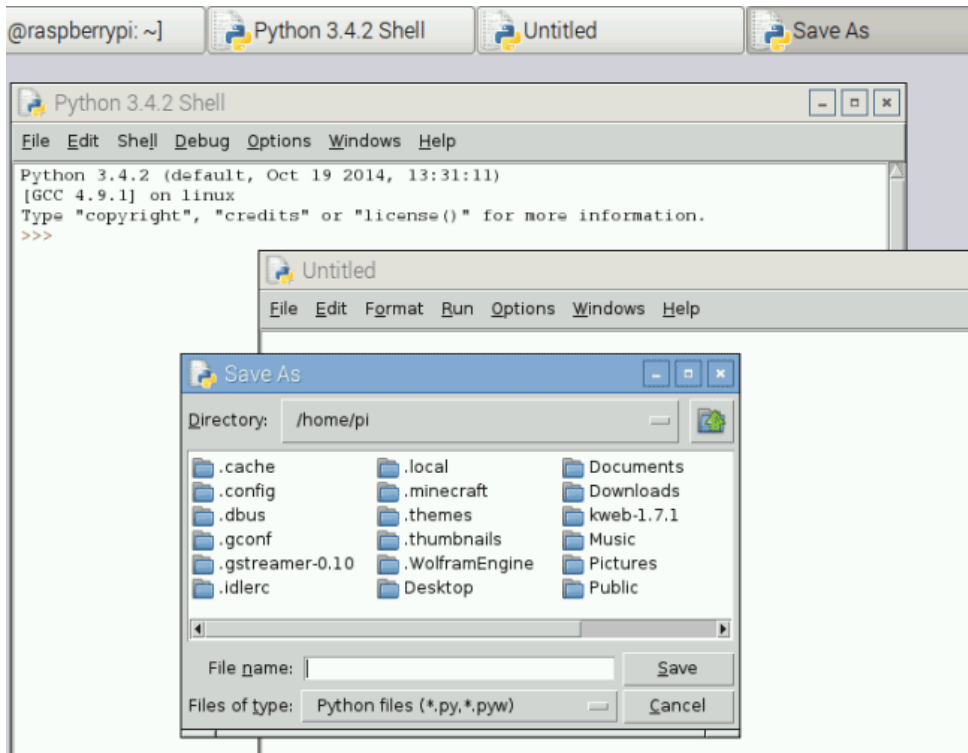 @raspberrypi: ~]
Python 3.4.2 Shell
Untitled
Save As
Python 3.4.2 Shell
File Edit Shell Debug Options Windows Help
Python 3.4.2 (default, Oct 19 2014, 13:31:11)
[GCC 4.9.1] on linux
Type "copyright", "credits" or "license()" for more information.
>>>
Untitled
File Edit Format Run Options Windows Help
Save As
Directory: /home/pi
.cache .local Documents
.config .minecraft Downloads
.dbus .themes kweb-1.7.1
.gconf .thumbnails Music
.gstreamer-0.10 .WolframEngine Pictures
.idlerc Desktop Public
File name: Save
Files of type: Python files (*.py,*.pyw) Cancel